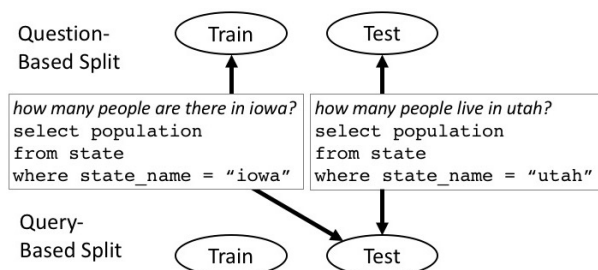 Question-
Based Split
Train
Test
how many people are there in iowa?
select population
from state
where state_name = “iowa”
how many people live in utah?
select population
from state
where state_name = “utah”
Query-
Based Split
Train
Test